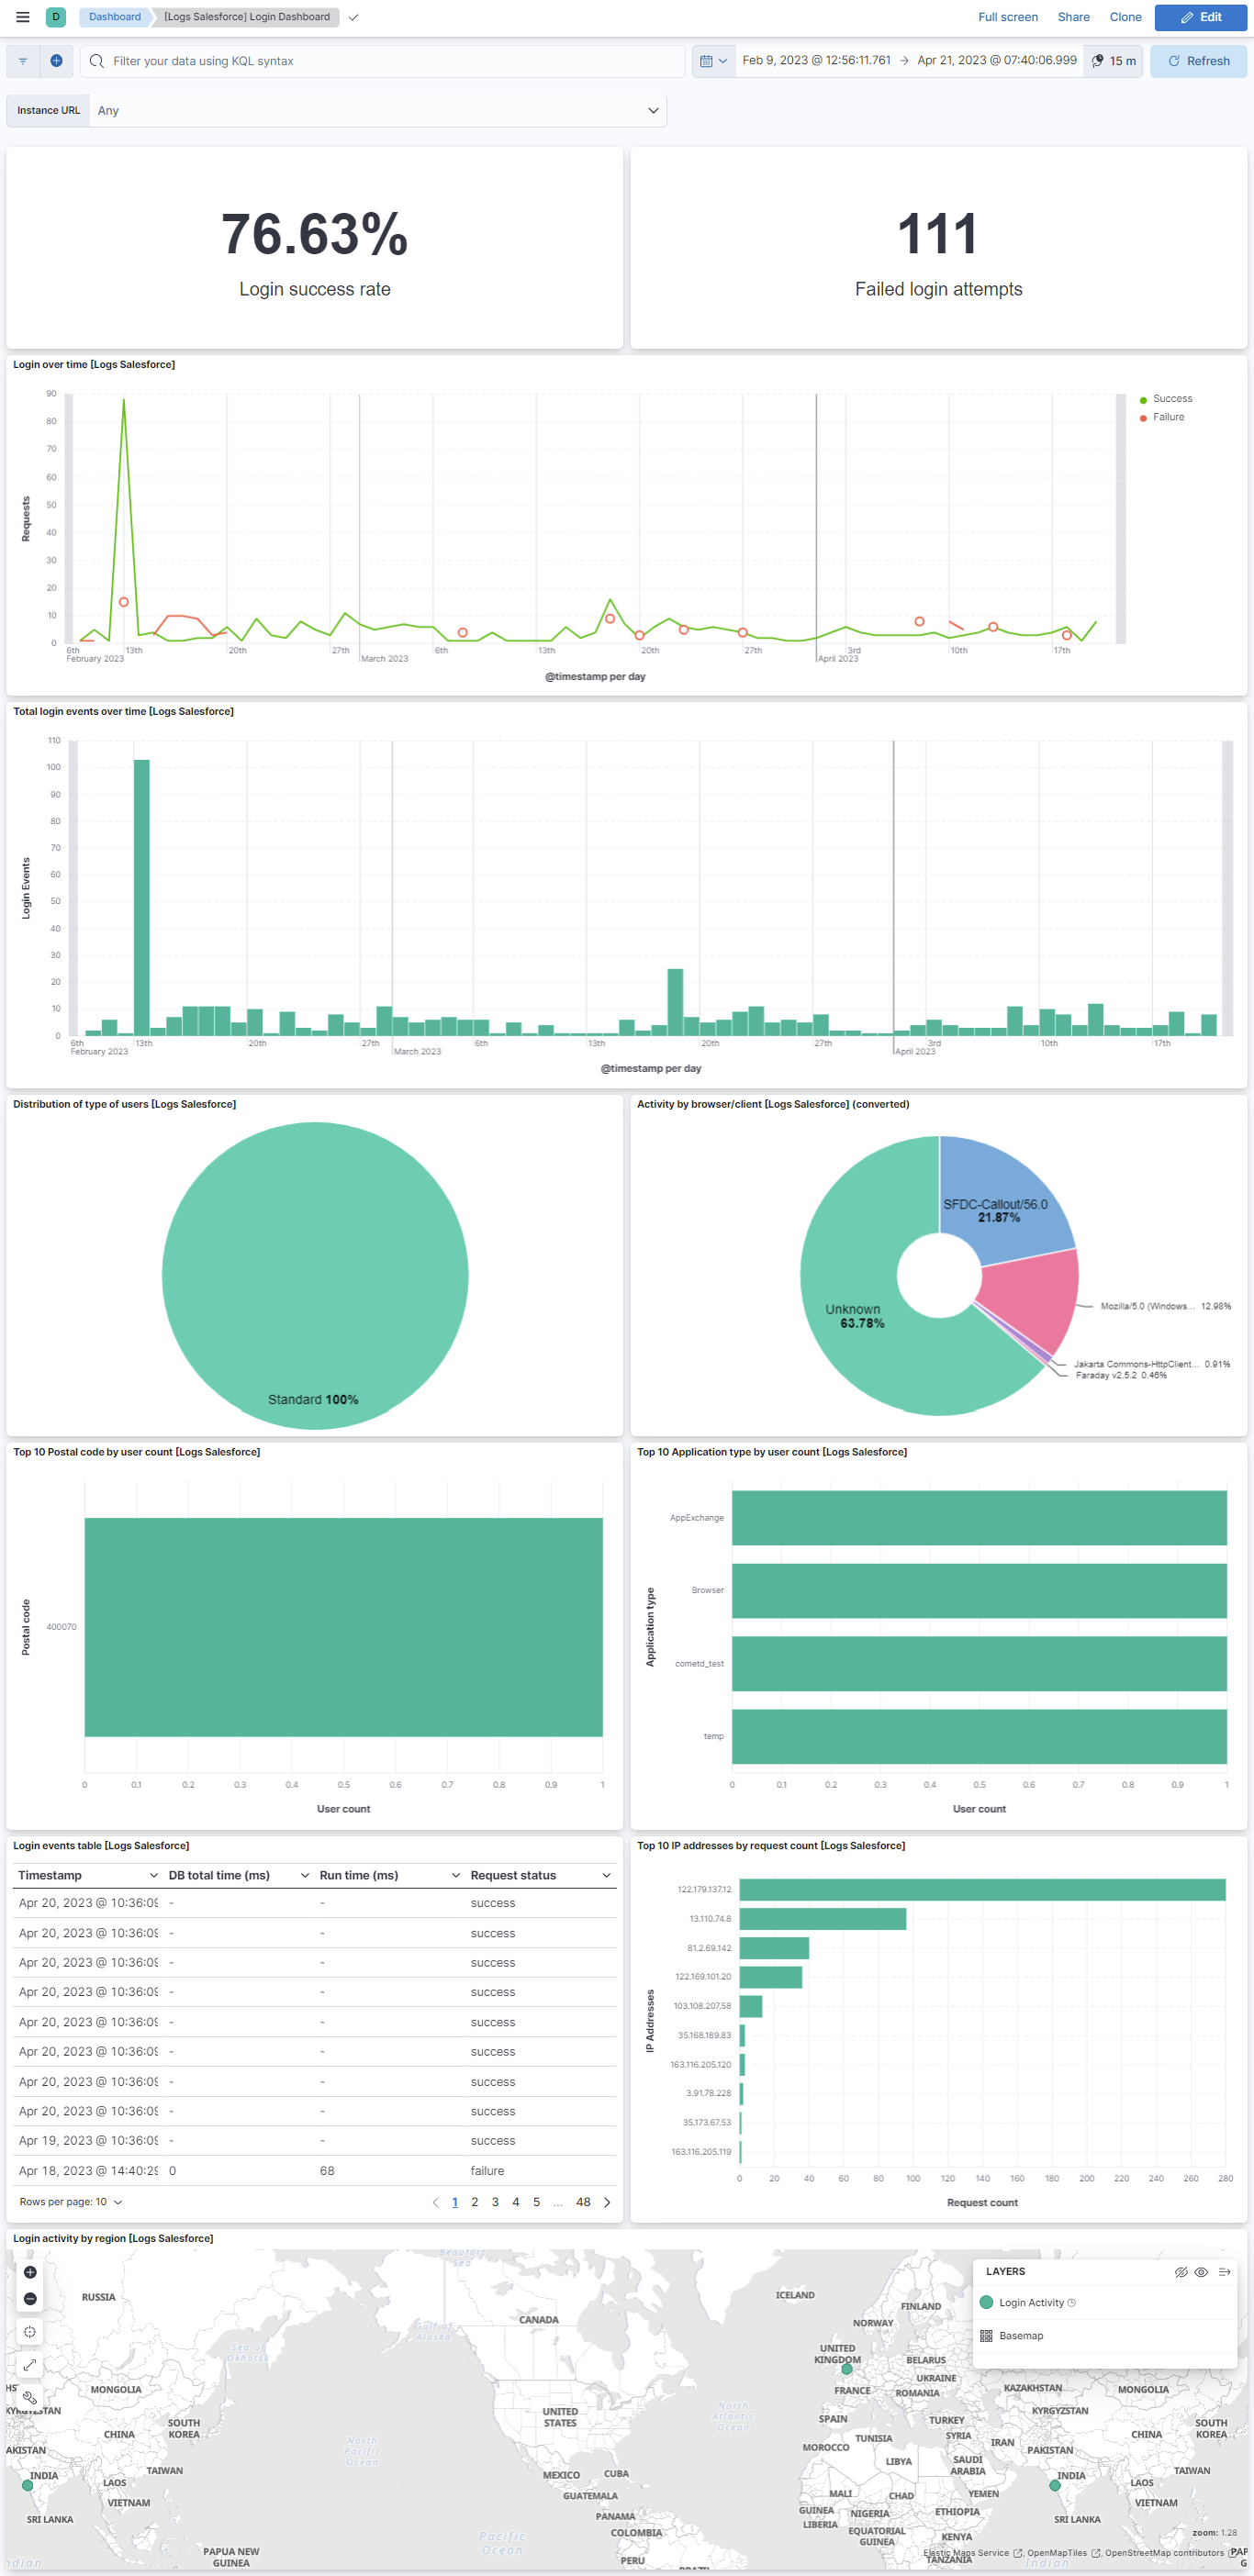 D Dashboard [Logs Salesforce] Login Dashboard Full screen Share Clone Edit
Filter your data using KQL syntax Feb 9, 2023 @ 12:56:11.761 → Apr 21, 2023 @ 07:40:06.999 15 m Refresh
Instance URL Any
76.63%
Login success rate
111
Failed login attempts
Login over time [Logs Salesforce]
Requests
90
80
70
60
50
40
30
20
10
0
6th 13th 20th 27th 6th 13th 20th 27th 3rd 10th 17th
February 2023 March 2023 April 2023
@timestamp per day
Success
Failure
Total login events over time [Logs Salesforce]
Login Events
110
100
90
80
70
60
50
40
30
20
10
0
6th 13th 20th 27th 6th 13th 20th 27th 3rd 10th 17th
February 2023 March 2023 April 2023
@timestamp per day
Distribution of type of users [Logs Salesforce]
Standard 100%
Activity by browser/client [Logs Salesforce] (converted)
SFDC-Callout/56.0
21.87%
Mozilla/5.0 (Windows... 12.98%
Unknown
63.78%
Jakarta Commons-HttpClient... 0.91%
Faraday v2.5.2 0.46%
Top 10 Postal code by user count [Logs Salesforce]
Postal code
400070
0 0.1 0.2 0.3 0.4 0.5 0.6 0.7 0.8 0.9 1
User count
Top 10 Application type by user count [Logs Salesforce]
Application type
AppExchange
Browser
cometd_test
temp
0 0.1 0.2 0.3 0.4 0.5 0.6 0.7 0.8 0.9 1
User count
Login events table [Logs Salesforce]
Timestamp DB total time (ms) Run time (ms) Request status
Apr 20, 2023 @ 10:36:09 - - success
Apr 20, 2023 @ 10:36:09 - - success
Apr 20, 2023 @ 10:36:09 - - success
Apr 20, 2023 @ 10:36:09 - - success
Apr 20, 2023 @ 10:36:09 - - success
Apr 20, 2023 @ 10:36:09 - - success
Apr 20, 2023 @ 10:36:09 - - success
Apr 20, 2023 @ 10:36:09 - - success
Apr 19, 2023 @ 10:36:09 - - success
Apr 18, 2023 @ 14:40:29 0 68 failure
Rows per page: 10 1 2 3 4 5 ... 48
Top 10 IP addresses by request count [Logs Salesforce]
IP Addresses
122.179.137.12
13.110.74.8
81.2.69.142
122.169.101.20
103.108.207.58
35.168.189.83
163.116.205.120
3.91.78.228
35.173.67.53
163.116.205.119
0 20 40 60 80 100 120 140 160 180 200 220 240 260 280
Request count
Login activity by region [Logs Salesforce]
Beaufort Sea
RUSSIA
ICELAND
CANADA
FINLAND
NORWAY
Gulf of Alaska
Sea of Okhotsk
UNITED KINGDOM
BELARUS
UKRAINE
MONGOLIA
FRANCE
ROMANIA
KAZAKHSTAN
MONGOLIA
KYRGYZSTAN
North Atlantic Ocean
KYRGYZSTAN
UNITED STATES
SPAIN
TURKEY
CHINA
SOUTH KOREA
North Pacific Ocean
TUNISIA
SYRIA
IRAN
CHINA
SOUTH KOREA
AKISTAN
MOROCCO
LIBYA
SAUDI ARABIA
PAKISTAN
INDIA
TAIWAN
MEXICO
CUBA
INDIA
TAIWAN
LAOS
GUATEMALA
MALI
CHAD
YEMEN
LAOS
VIETNAM
VIETNAM
SRI LANKA
PANAMA
GUINEA
NIGERIA
ETHIOPIA
SRI LANKA
LIBERIA
COLOMBIA
EQUATORIAL GUINEA
KENYA
Pacific Ocean
PAPUA NEW GUINEA
TANZANIA
PERU
ndian
Indian
LAYERS
Login Activity
Basemap
zoom: 1.28
Elastic Maps Service , OpenMapTiles , OpenStreetMap contributors